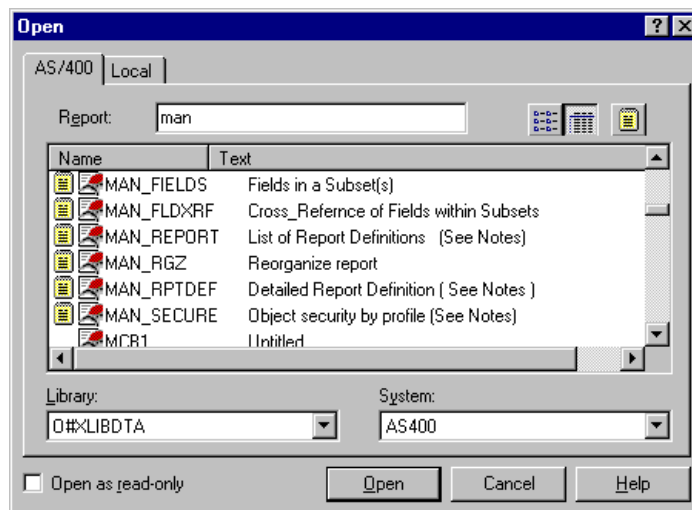 Open
AS/400 Local
Report: man
Name Text
MAN_FIELDS Fields in a Subset(s)
MAN_FLDXRF Cross_Refernce of Fields within Subsets
MAN_REPORT List of Report Definitions (See Notes)
MAN_RGZ Reorganize report
MAN_RPTDEF Detailed Report Definition ( See Notes )
MAN_SECURE Object security by profile (See Notes)
MCB1 Untitled
Library: System:
O#XLIBDTA AS400
Open as read-only Open Cancel Help